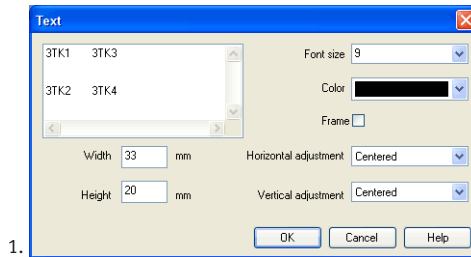 Text
3TK1 3TK3
3TK2 3TK4
Font size 9
Color
Frame
Width 33 mm Horizontal adjustment Centered
Height 20 mm Vertical adjustment Centered
OK Cancel Help
1.